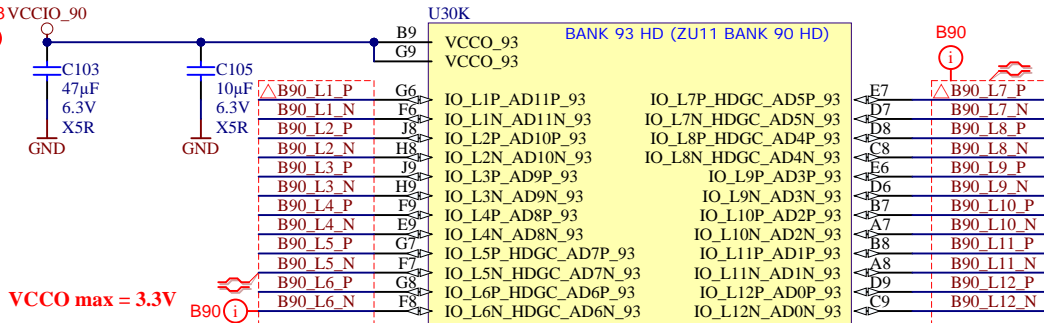 3 VCCIO_90
U30K
BANK 93 HD (ZU11 BANK 90 HD)
B9 VCCO_93
G9 VCCO_93
C103
47µF
6.3V
X5R
GND
C105
10µF
6.3V
X5R
GND
B90
i
B90_L1_P G6 IO_L1P_AD11P_93 IO_L7P_HDGC_AD5P_93 E7 B90_L7_P
B90_L1_N F6 IO_L1N_AD11N_93 IO_L7N_HDGC_AD5N_93 D7 B90_L7_N
B90_L2_P J8 IO_L2P_AD10P_93 IO_L8P_HDGC_AD4P_93 D8 B90_L8_P
B90_L2_N H8 IO_L2N_AD10N_93 IO_L8N_HDGC_AD4N_93 C8 B90_L8_N
B90_L3_P J9 IO_L3P_AD9P_93 IO_L9P_AD3P_93 E6 B90_L9_P
B90_L3_N H9 IO_L3N_AD9N_93 IO_L9N_AD3N_93 D6 B90_L9_N
B90_L4_P F9 IO_L4P_AD8P_93 IO_L10P_AD2P_93 B7 B90_L10_P
B90_L4_N E9 IO_L4N_AD8N_93 IO_L10N_AD2N_93 A7 B90_L10_N
B90_L5_P G7 IO_L5P_HDGC_AD7P_93 IO_L11P_AD1P_93 B8 B90_L11_P
B90_L5_N F7 IO_L5N_HDGC_AD7N_93 IO_L11N_AD1N_93 A8 B90_L11_N
B90_L6_P G8 IO_L6P_HDGC_AD6P_93 IO_L12P_AD0P_93 D9 B90_L12_P
B90_L6_N F8 IO_L6N_HDGC_AD6N_93 IO_L12N_AD0N_93 C9 B90_L12_N
VCCO max = 3.3V
B90 i